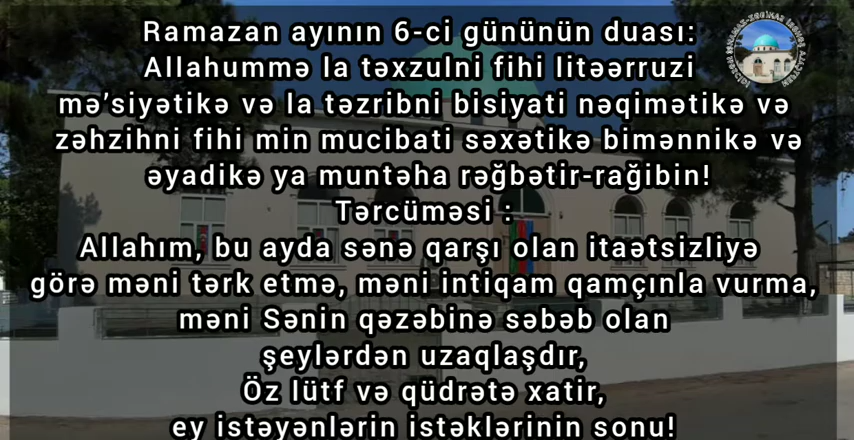 Ramazan ayının 6-ci gününün duası:
Allahummə la təxzulni fihi litəərruzi
mə’siyətikə və la təzribni bisiyati nəqimətikə və
zəhzihni fihi min mucibati səxətikə bimənnikə və
əyadikə ya muntəha rəğbətir-rağibin!
Tərcüməsi :
Allahım, bu ayda sənə qarşı olan itaətsizliyə
görə məni tərk etmə, məni intiqam qamçınla vurma,
məni Sənin qəzəbinə səbəb olan
şeylərdən uzaqlaşdır,
Öz lütf və qüdrətə xatir,
ey istəyənlərin istəklərinin sonu!